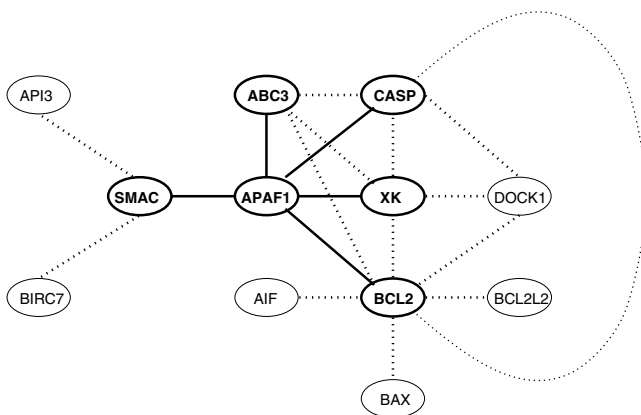 API3 ABC3 CASP
SMAC APAF1 XK DOCK1
BIRC7 AIF BCL2 BCL2L2
BAX